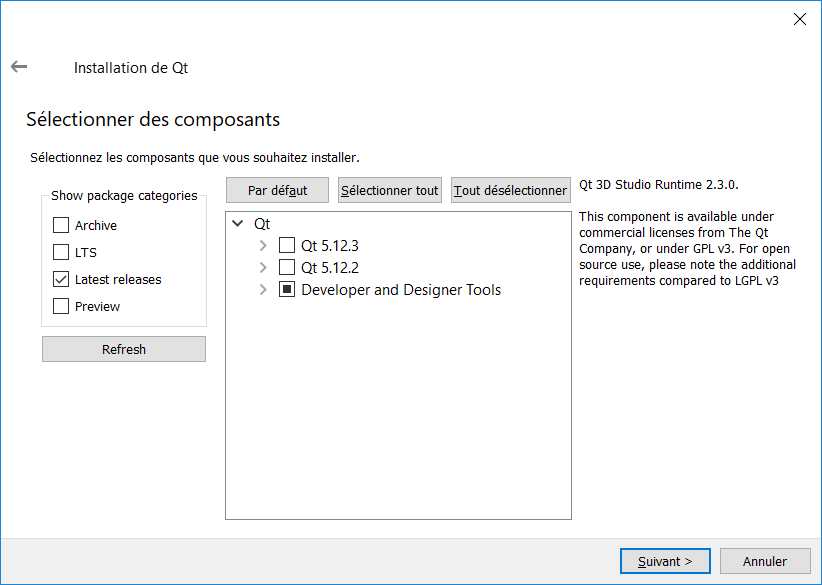 Installation de Qt
Sélectionner des composants
Sélectionnez les composants que vous souhaitez installer.
Show package categories
Archive
LTS
Latest releases
Preview
Refresh
Par défaut
Sélectionner tout
Tout désélectionner
Qt
Qt 5.12.3
Qt 5.12.2
Developer and Designer Tools
Qt 3D Studio Runtime 2.3.0.
This component is available under
commercial licenses from The Qt
Company, or under GPL v3. For open
source use, please note the additional
requirements compared to LGPL v3
Suivant >
Annuler